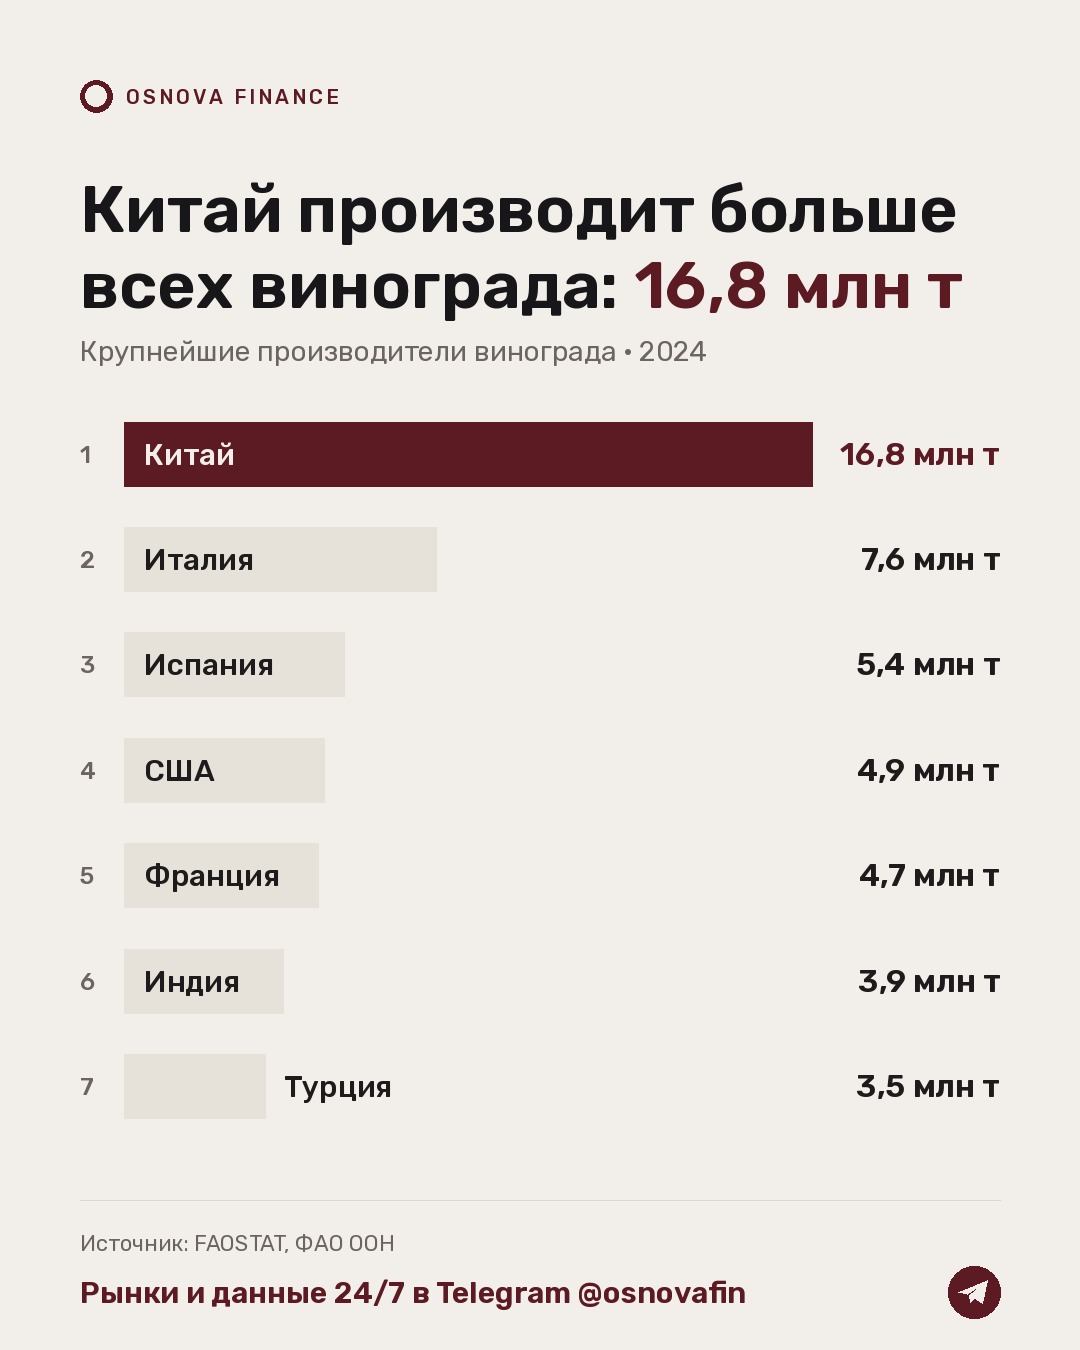 OSNOVA FINANCE
Китай производит больше
всех винограда: 16,8 млн т
Крупнейшие производители винограда • 2024
1 Китай 16,8 млн т
2 Италия 7,6 млн т
3 Испания 5,4 млн т
4 США 4,9 млн т
5 Франция 4,7 млн т
6 Индия 3,9 млн т
7 Турция 3,5 млн т
Источник: FAOSTAT, ФАО ООН
Рынки и данные 24/7 в Telegram @osnovafin